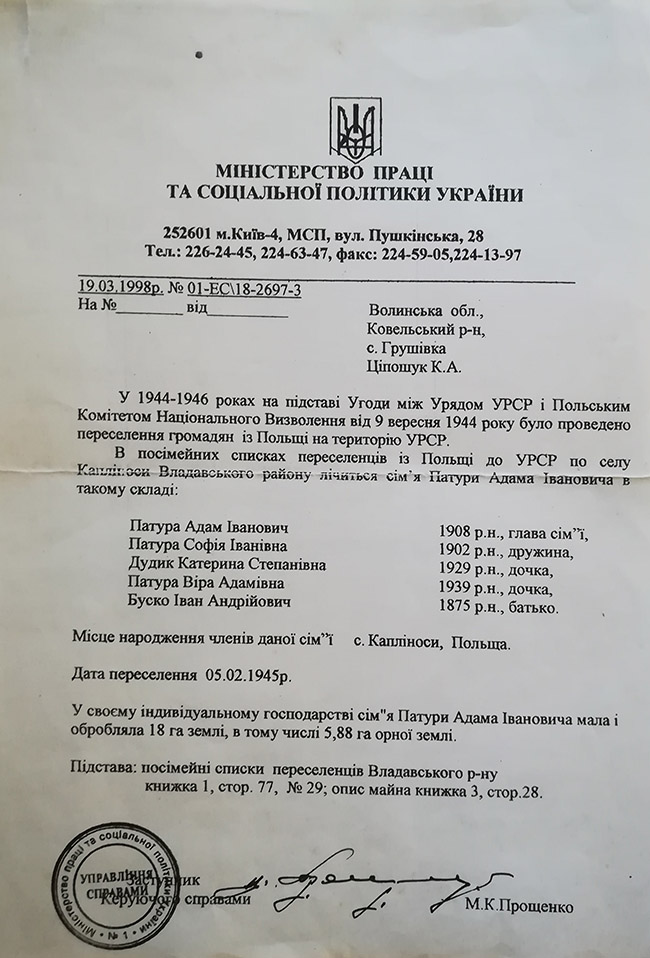 МІНІСТЕРСТВО ПРАЦІ
ТА СОЦІАЛЬНОЇ ПОЛІТИКИ УКРАЇНИ
252601 м.Київ-4, МСП, вул. Пушкінська, 28
Тел.: 226-24-45, 224-63-47, факс: 224-59-05,224-13-97
19.03.1998р. № 01-ЕС\18-2697-3
На №________ від__________
Волинська обл.,
Ковельський р-н,
с. Грушівка
Ціпошук К.А.
У 1944-1946 роках на підставі Угоди між Урядом УРСР і Польським
Комітетом Національного Визволення від 9 вересня 1944 року було проведено
переселення громадян із Польщі на територію УРСР.
В посімейних списках переселенців із Польщі до УРСР по селу
Капліноси Владавського району лічиться сім'я Патури Адама Івановича в
такому складі:
Патура Адам Іванович 1908 р.н., глава сім"ї,
Патура Софія Іванівна 1902 р.н., дружина,
Дудик Катерина Степанівна 1929 р.н., дочка,
Патура Віра Адамівна 1939 р.н., дочка,
Буско Іван Андрійович 1875 р.н., батько.
Місце народження членів даної сім"ї с. Капліноси, Польща.
Дата переселення 05.02.1945р.
У своєму індивідуальному господарстві сім"я Патури Адама Івановича мала і
обробляла 18 га землі, в тому числі 5,88 га орної землі.
Підстава: посімейні списки переселенців Владавського р-ну
книжка 1, стор. 77, № 29; опис майна книжка 3, стор.28.
Заступник
Керуючого справами М.К.Прощенко
Міністерство праці та соціальної політики України
• № 1 •
УПРАВЛІННЯ
СПРАВАМИ